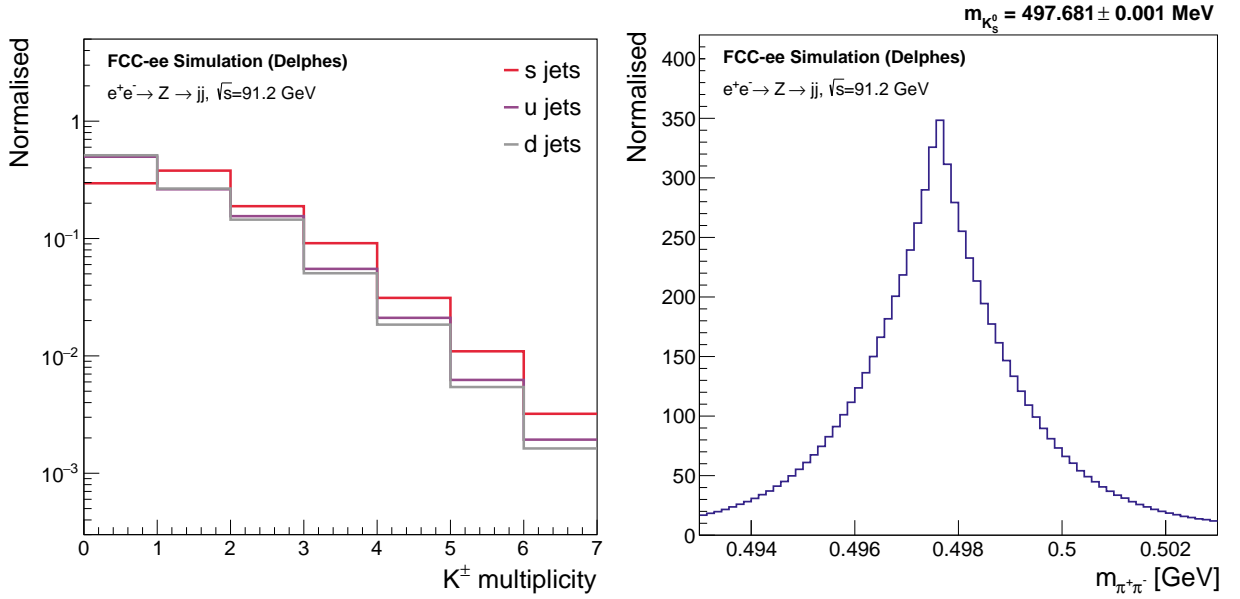 Normalised
FCC-ee Simulation (Delphes)
e⁺e⁻→ Z → jj, √s=91.2 GeV
s jets
u jets
d jets
1
10⁻¹
10⁻²
10⁻³
0 1 2 3 4 5 6 7
K± multiplicity
m_{K_S^0} = 497.681± 0.001 MeV
Normalised
FCC-ee Simulation (Delphes)
e⁺e⁻→ Z → jj, √s=91.2 GeV
400
350
300
250
200
150
100
50
0
0.494 0.496 0.498 0.5 0.502
m_{π⁺π⁻} [GeV]